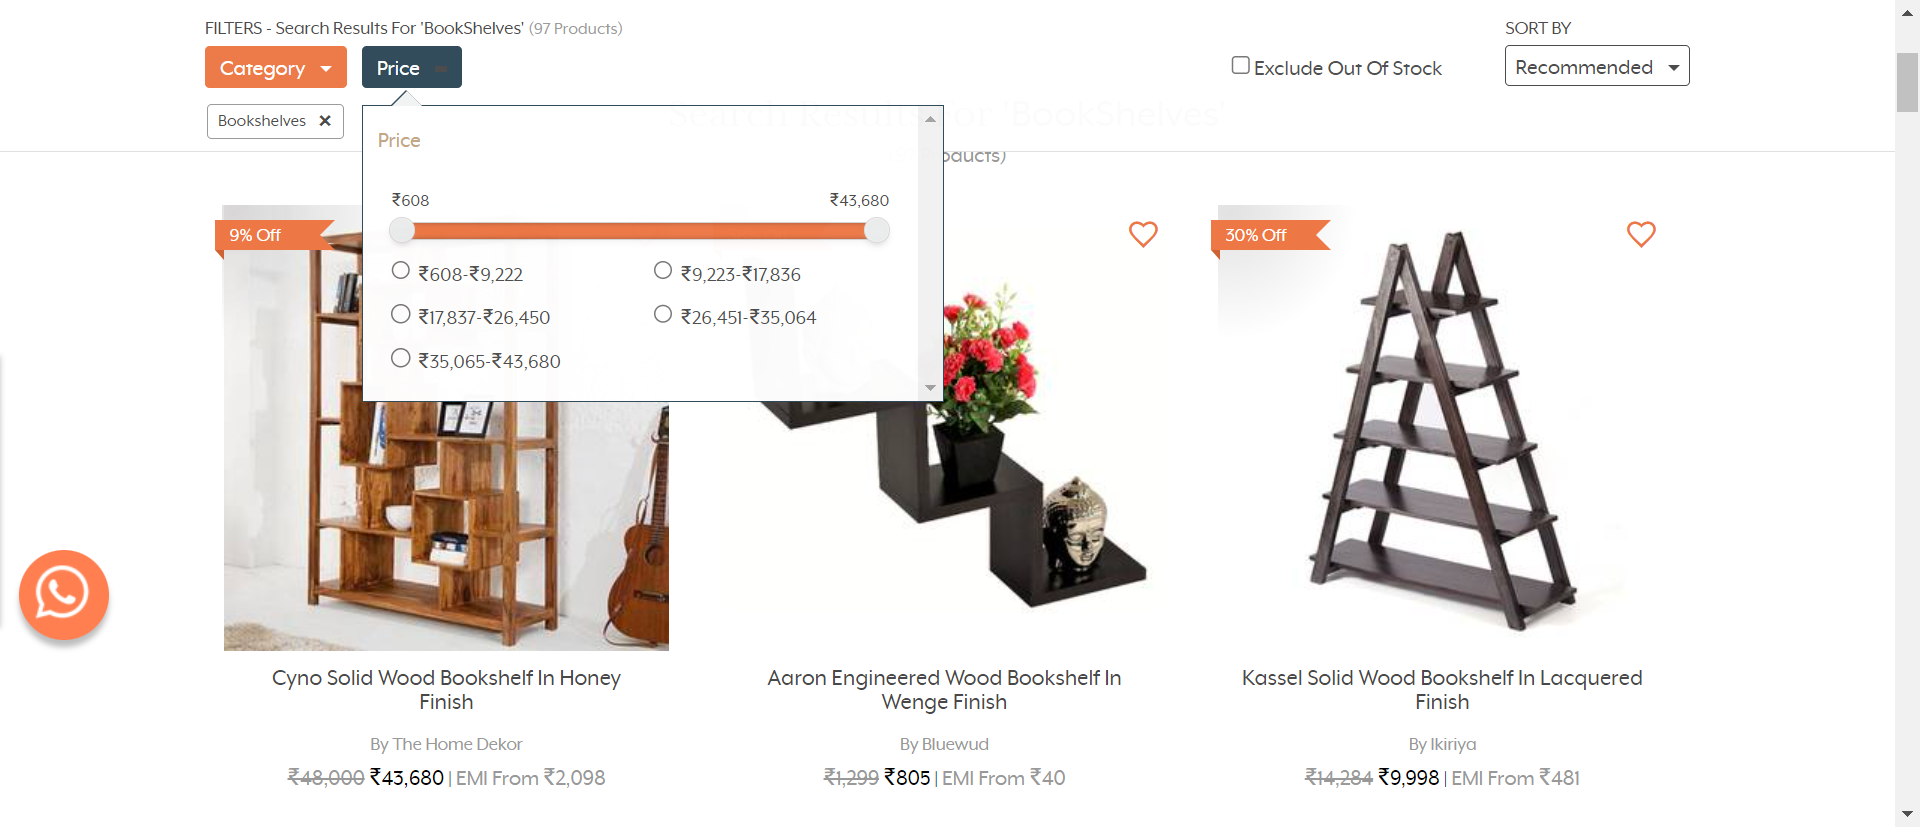 FILTERS - Search Results For 'BookShelves' (97 Products)
SORT BY
Category
Price
Exclude Out Of Stock
Recommended
Bookshelves ✕
Search Results For 'BookShelves'
Price
₹608
₹43,680
9% Off
30% Off
₹608-₹9,222
₹9,223-₹17,836
₹17,837-₹26,450
₹26,451-₹35,064
₹35,065-₹43,680
Cyno Solid Wood Bookshelf In Honey
Finish
By The Home Dekor
₹48,000 ₹43,680 | EMI From ₹2,098
Aaron Engineered Wood Bookshelf In
Wenge Finish
By Bluewud
₹1,299 ₹805 | EMI From ₹40
Kassel Solid Wood Bookshelf In Lacquered
Finish
By Ikiriya
₹14,284 ₹9,998 | EMI From ₹481